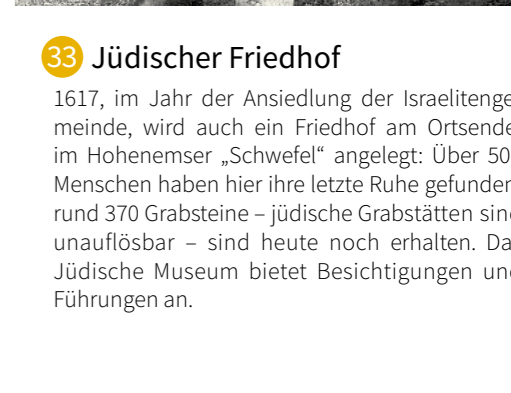 33 Jüdischer Friedhof
1617, im Jahr der Ansiedlung der Israelitenge
meinde, wird auch ein Friedhof am Ortsende
im Hohenemser „Schwefel“ angelegt: Über 50
Menschen haben hier ihre letzte Ruhe gefunden
rund 370 Grabsteine – jüdische Grabstätten sind
unauflösbar – sind heute noch erhalten. Da
Jüdische Museum bietet Besichtigungen und
Führungen an.